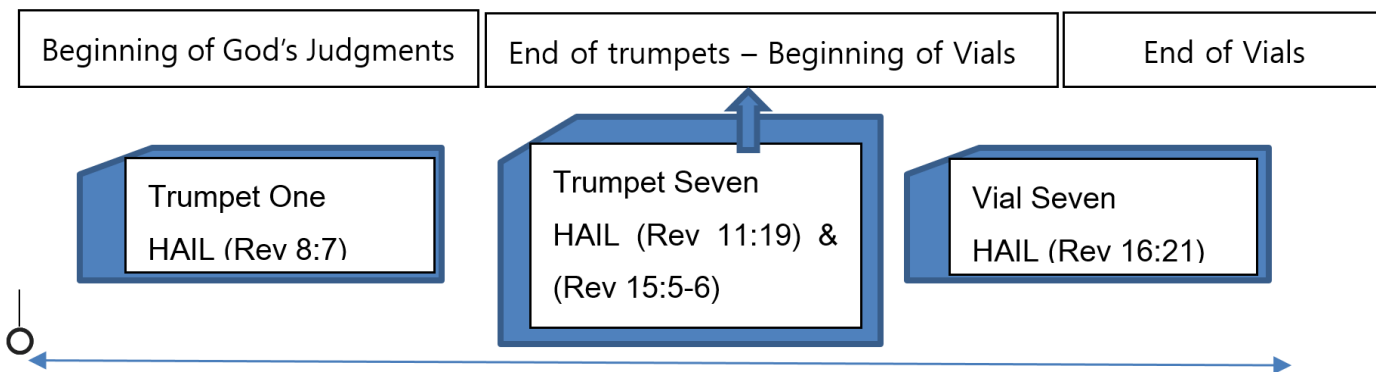 Beginning of God’s Judgments
End of trumpets – Beginning of Vials
End of Vials
Trumpet One
HAIL (Rev 8:7)
Trumpet Seven
HAIL (Rev 11:19) &
(Rev 15:5-6)
Vial Seven
HAIL (Rev 16:21)